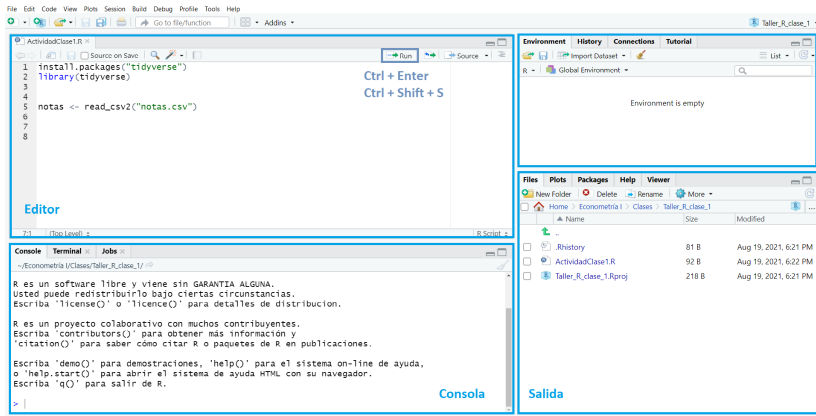 File Edit Code View Plots Session Build Debug Profile Tools Help
Go to file/function
Addins
Taller_R_clase_1
ActividadClase1.R
Source on Save
Run
Source
1 install.packages("tidyverse")
2 library(tidyverse)
3
4
5 notas <- read_csv2("notas.csv")
6
7
8
Ctrl + Enter
Ctrl + Shift + S
Editor
7:1 (Top Level)
R Script
Environment History Connections Tutorial
Import Dataset
List
R Global Environment
Environment is empty
Files Plots Packages Help Viewer
New Folder Delete Rename More
Home Econometría I Clases Taller_R_clase_1
...
Name Size Modified
..
.Rhistory 81 B Aug 19, 2021, 6:21 PM
ActividadClase1.R 92 B Aug 19, 2021, 6:22 PM
Taller_R_clase_1.Rproj 218 B Aug 19, 2021, 6:21 PM
Salida
Console Terminal Jobs
~/Econometría I/Clases/Taller_R_clase_1/
R es un software libre y viene sin GARANTIA ALGUNA.
Usted puede redistribuirlo bajo ciertas circunstancias.
Escriba 'license()' o 'licence()' para detalles de distribucion.
R es un proyecto colaborativo con muchos contribuyentes.
Escriba 'contributors()' para obtener más información y
'citation()' para saber cómo citar R o paquetes de R en publicaciones.
Escriba 'demo()' para demostraciones, 'help()' para el sistema on-line de ayuda,
o 'help.start()' para abrir el sistema de ayuda HTML con su navegador.
Escriba 'q()' para salir de R.
>
Consola